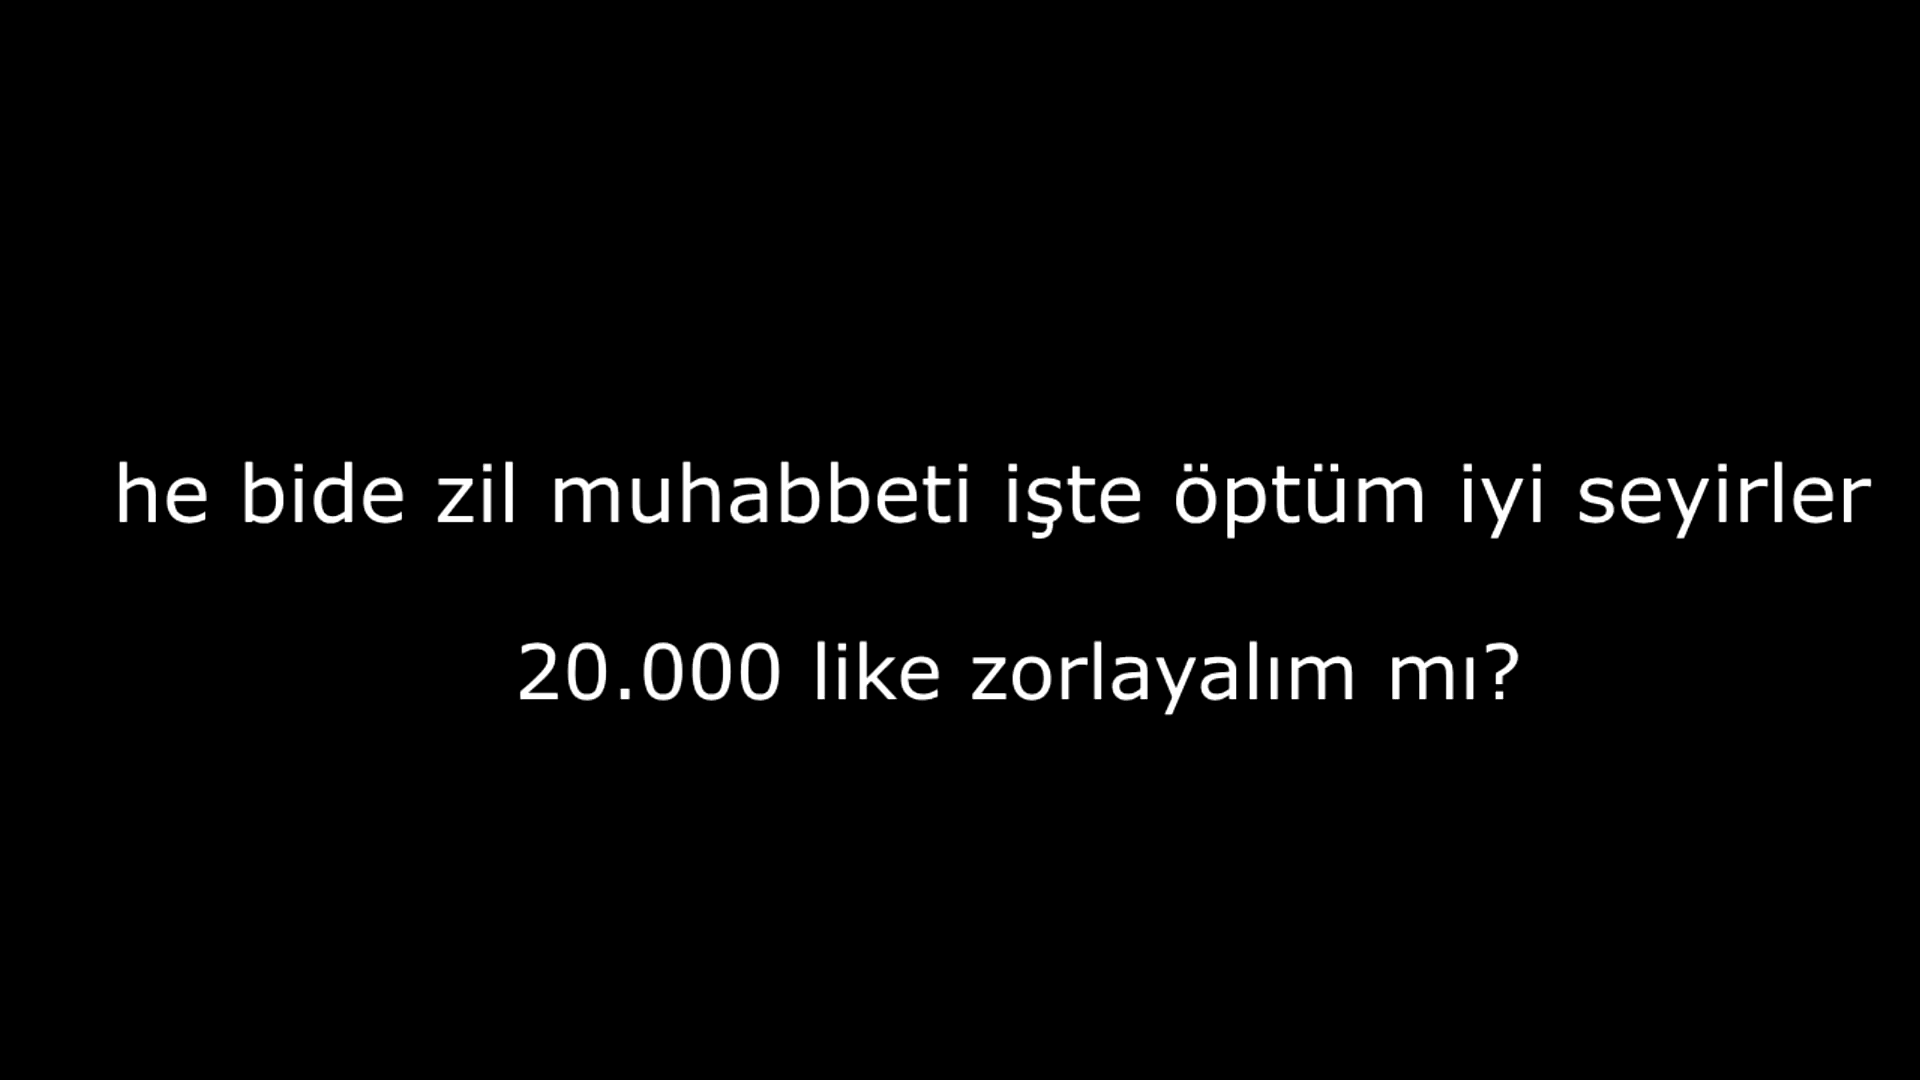 he bide zil muhabbeti işte öptüm iyi seyirler
20.000 like zorlayalım mı?